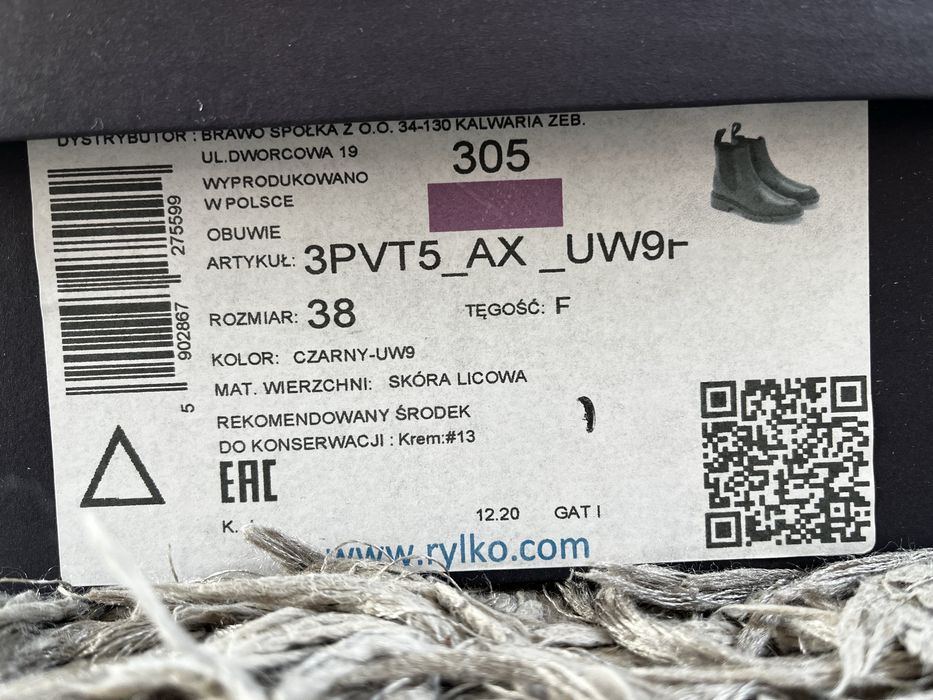 DYSTRYBUTOR : BRAWO SPÓŁKA Z O.O. 34-130 KALWARIA ZEB.
UL.DWORCOWA 19
305
WYPRODUKOWANO
W POLSCE
OBUWIE
ARTYKUŁ: 3PVT5_AX _UW9F
ROZMIAR: 38
TĘGOŚĆ: F
KOLOR: CZARNY-UW9
MAT. WIERZCHNI: SKÓRA LICOWA
REKOMENDOWANY ŚRODEK
DO KONSERWACJI : Krem:#13
EAC
K.
12.20 GAT I
www.rylko.com
5 902867 275599